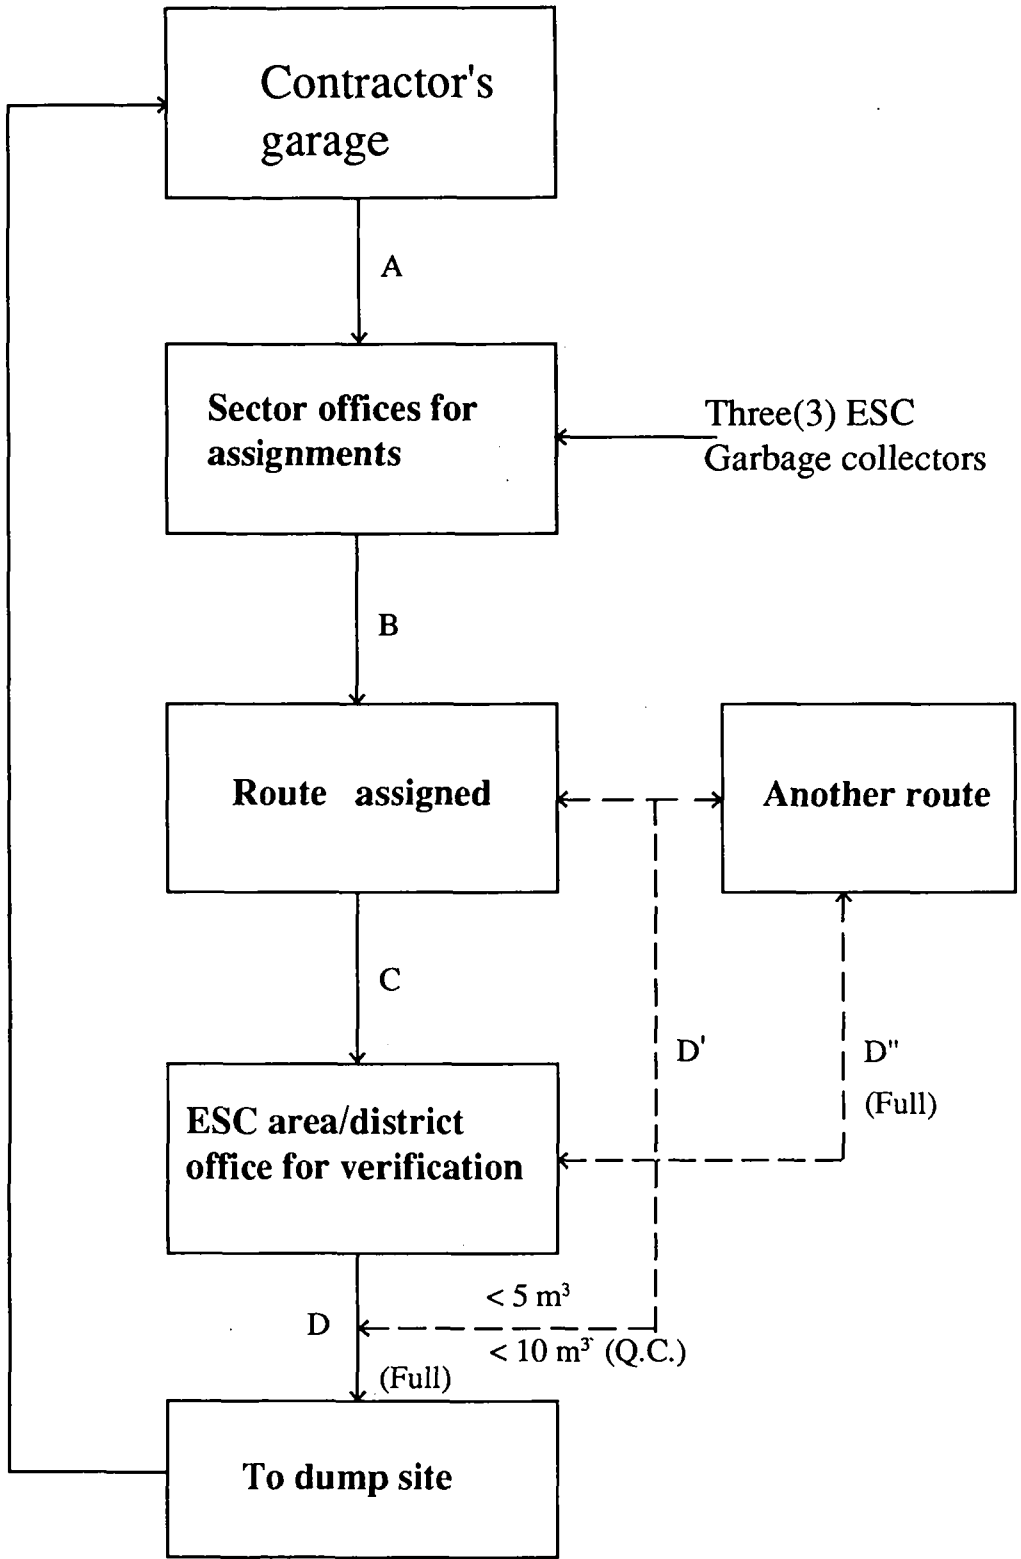 Contractor's
garage
A
Sector offices for
assignments
Three(3) ESC
Garbage collectors
B
Route assigned
Another route
C
D'
D"
(Full)
ESC area/district
office for verification
< 5 m³
D
< 10 m³ (Q.C.)
(Full)
To dump site